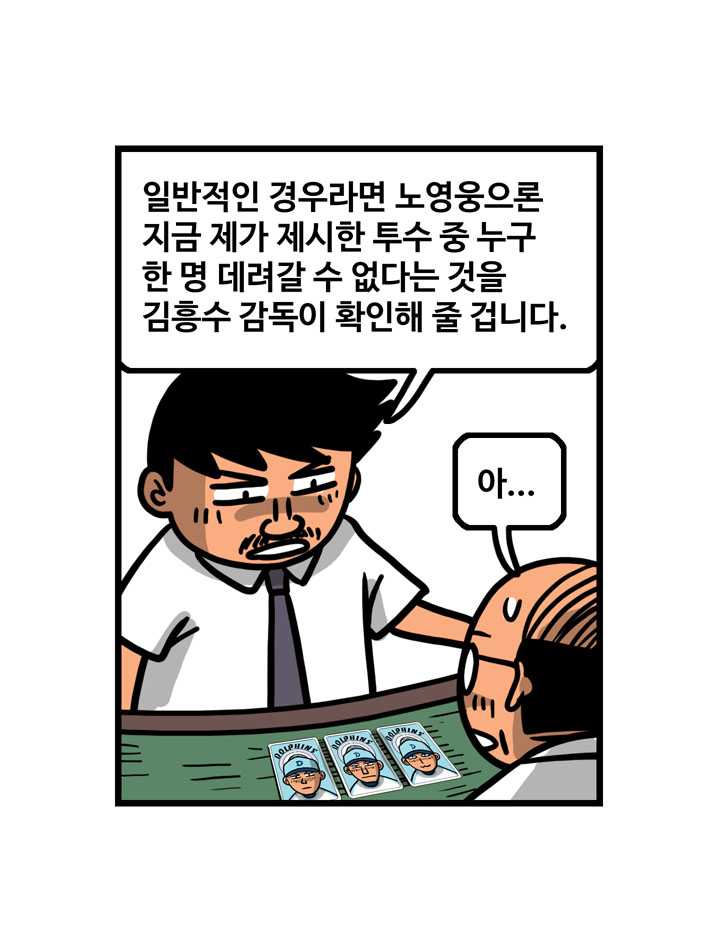 일반적인 경우라면 노영웅으론
지금 제가 제시한 투수 중 누구
한 명 데려갈 수 없다는 것을
김흥수 감독이 확인해 줄 겁니다.
아...
DOLPHINS
D
DOLPHINS
D
DOLPHINS
D